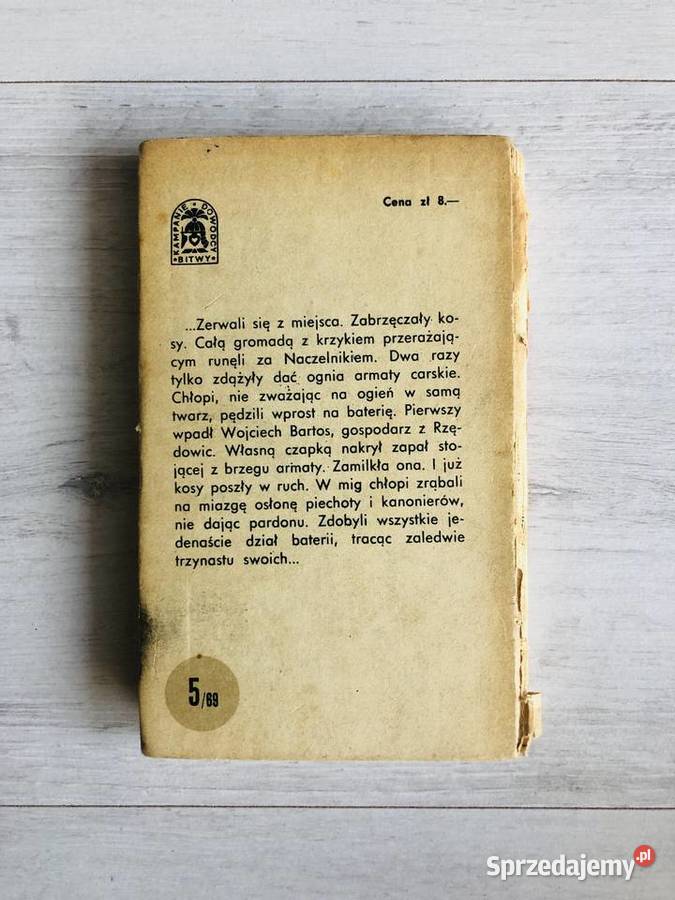 Cena zł 8.—
KAMPANIE • DOWODCY
• BITWY •
...Zerwali się z miejsca. Zabrzęczały ko-
sy. Całą gromadą z krzykiem przerażają-
cym runęli za Naczelnikiem. Dwa razy
tylko zdążyły dać ognia armaty carskie.
Chłopi, nie zważając na ogień w samą
twarz, pędzili wprost na baterię. Pierwszy
wpadł Wojciech Bartos, gospodarz z Rzę-
dowic. Własną czapką nakrył zapał sto-
jącej z brzegu armaty. Zamilkła ona. I już
kosy poszły w ruch. W mig chłopi zrąbali
na miazgę osłonę piechoty i kanonierów,
nie dając pardonu. Zdobyli wszystkie je-
denaście dział baterii, tracąc zaledwie
trzynastu swoich...
5/69
Sprzedajemy.pl